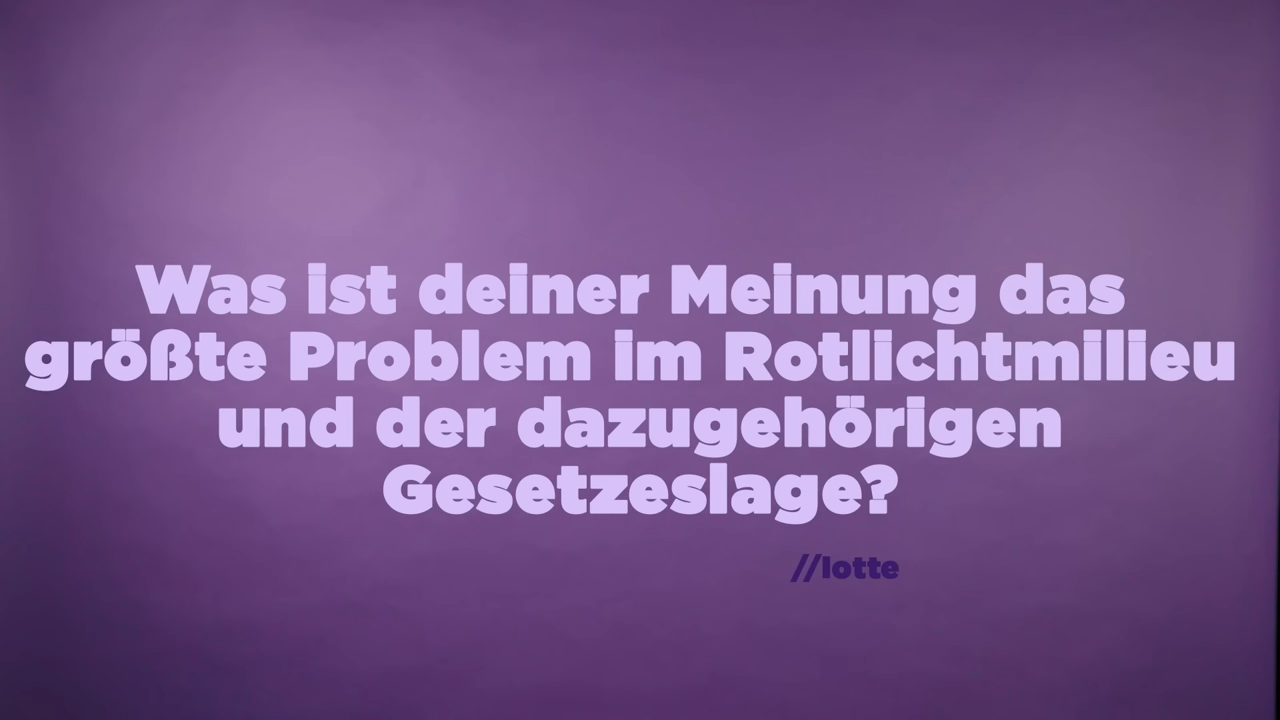 Was ist deiner Meinung das
größte Problem im Rotlichtmilieu
und der dazugehörigen
Gesetzeslage?
//lotte